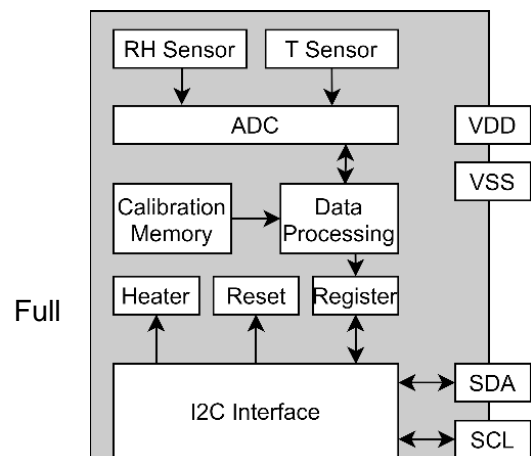 RH Sensor
T Sensor
ADC
VDD
VSS
Calibration
Memory
Data
Processing
Full
Heater
Reset
Register
I2C Interface
SDA
SCL